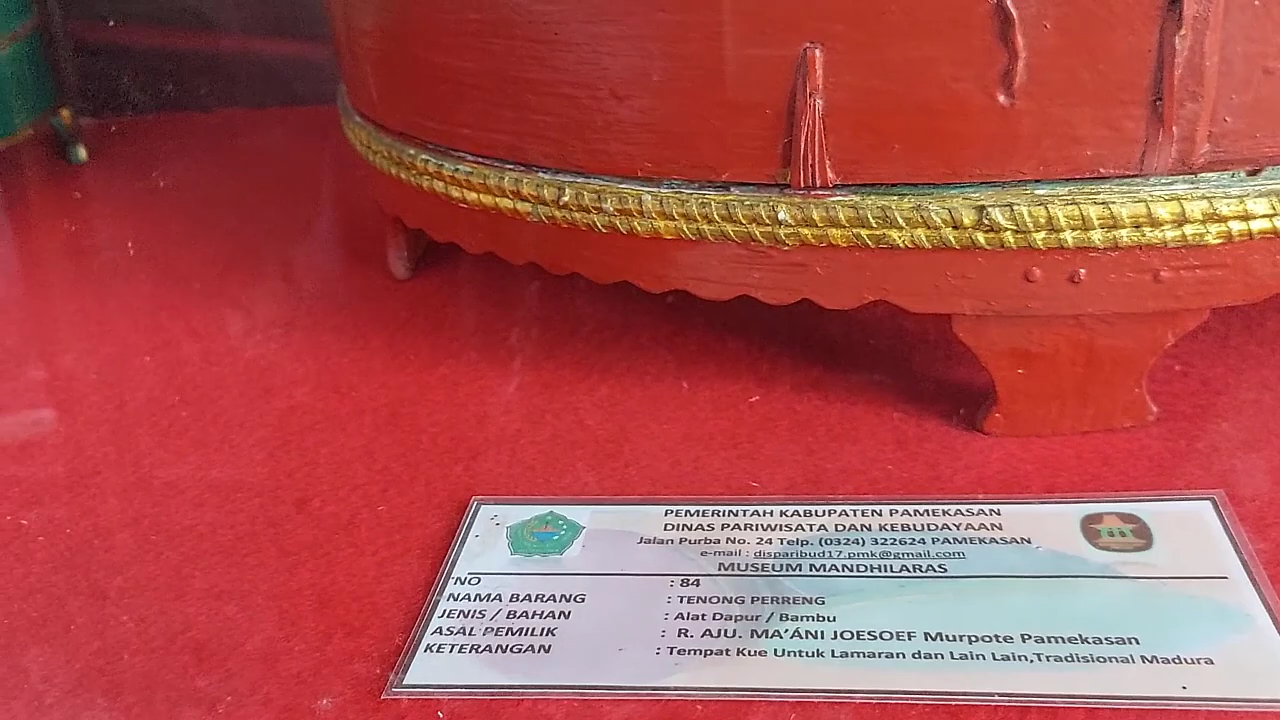 PEMERINTAH KABUPATEN PAMEKASAN
DINAS PARIWISATA DAN KEBUDAYAAN
Jalan Purba No. 24 Telp. (0324) 322624 PAMEKASAN
e-mail : disparibud17.pmk@gmail.com
MUSEUM MANDHILARAS
NO : 84
NAMA BARANG : TENONG PERRENG
JENIS / BAHAN : Alat Dapur / Bambu
ASAL PEMILIK : R. AJU. MA'ÁNI JOESOEF Murpote Pamekasan
KETERANGAN : Tempat Kue Untuk Lamaran dan Lain Lain,Tradisional Madura